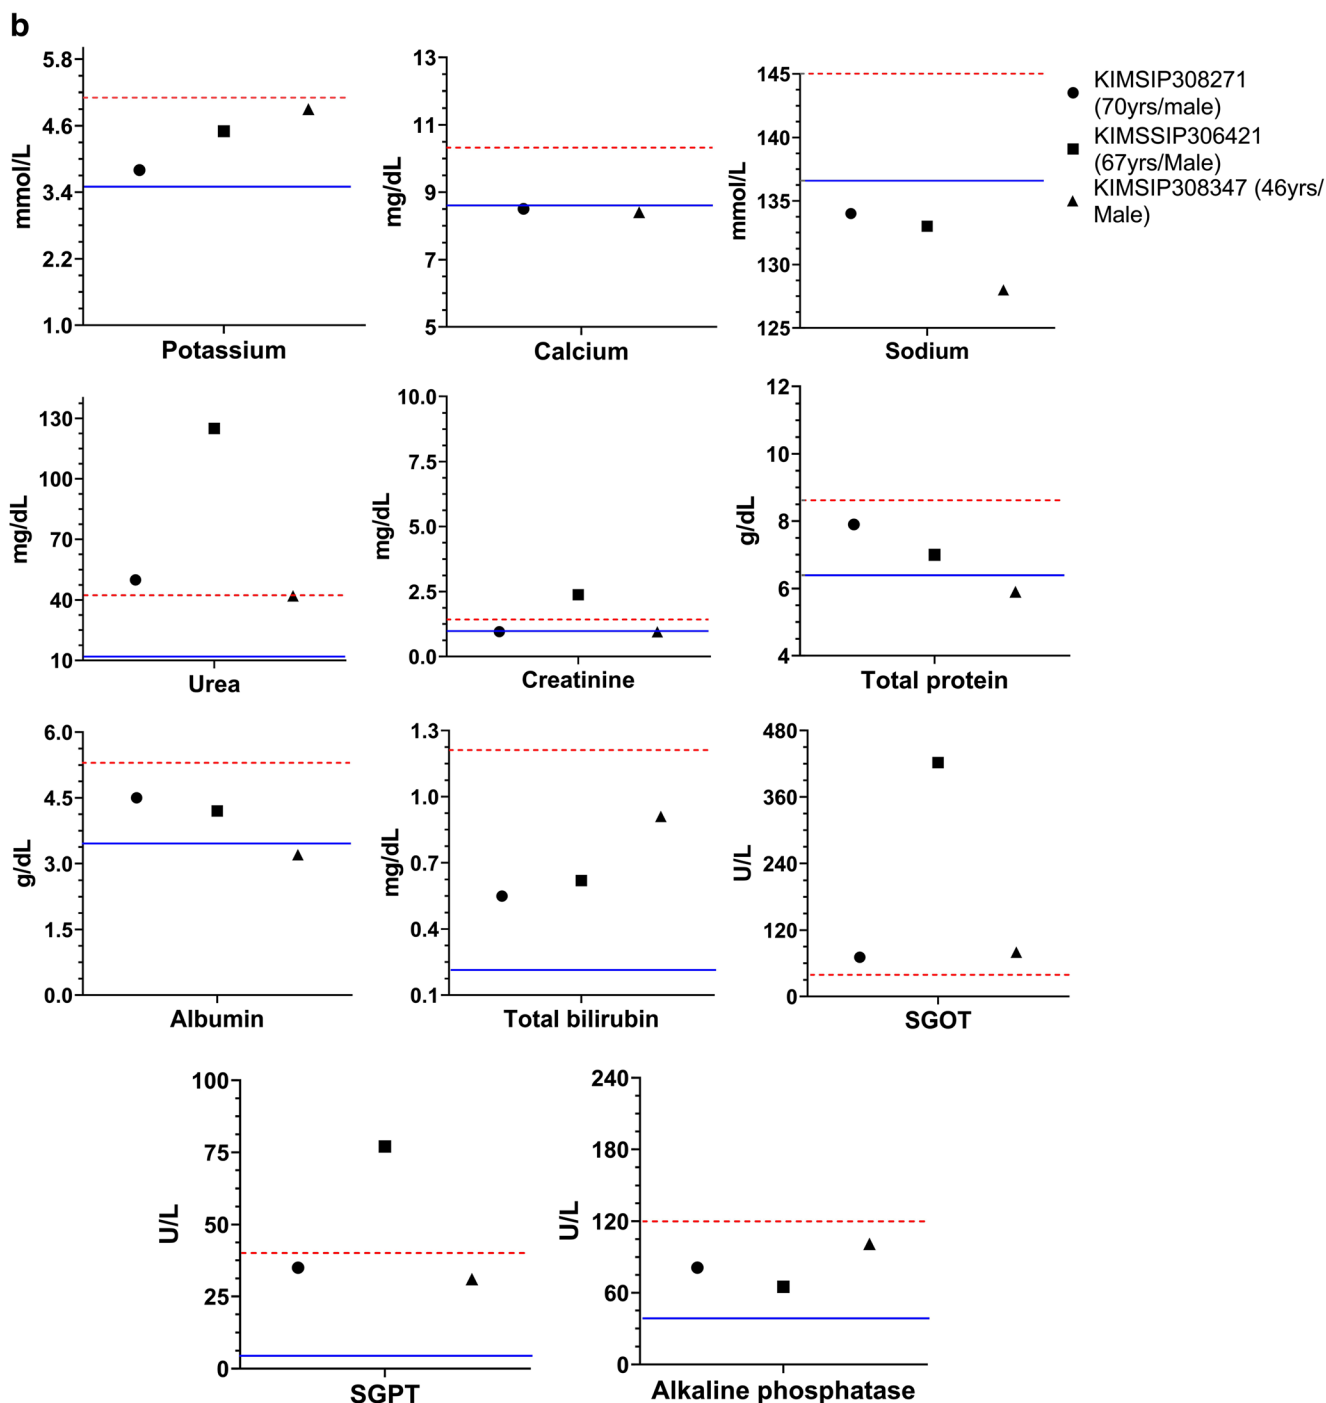 b
5.8
4.6
3.4
2.2
1.0
mmol/L
Potassium
13
11
9
7
5
mg/dL
Calcium
145
140
135
130
125
mmol/L
Sodium
KIMSIP308271
(70yrs/male)
KIMSSIP306421
(67yrs/Male)
KIMSIP308347 (46yrs/
Male)
130
100
70
40
10
mg/dL
Urea
10.0
7.5
5.0
2.5
0.0
mg/dL
Creatinine
12
10
8
6
4
g/dL
Total protein
6.0
4.5
3.0
1.5
0.0
g/dL
Albumin
1.3
1.0
0.7
0.4
0.1
mg/dL
Total bilirubin
480
360
240
120
0
U/L
SGOT
100
75
50
25
0
U/L
SGPT
240
180
120
60
0
U/L
Alkaline phosphatase